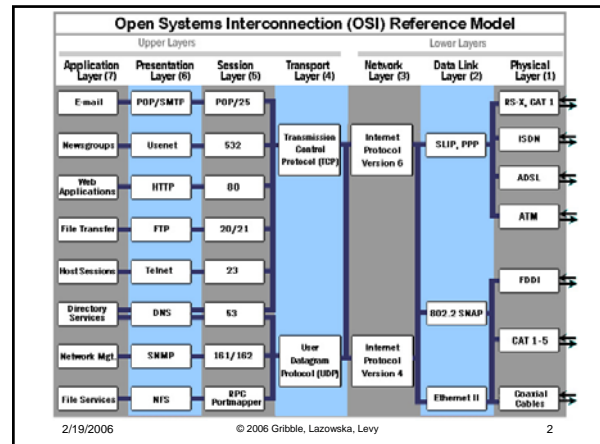 Open Systems Interconnection (OSI) Reference Model
Upper Layers
Lower Layers
Application Layer (7)
Presentation Layer (6)
Session Layer (5)
Transport Layer (4)
Network Layer (3)
Data Link Layer (2)
Physical Layer (1)
E-mail
POP/SMTP
POP/25
Newsgroups
Usenet
532
Web Applications
HTTP
80
File Transfer
FTP
20/21
Host Sessions
Telnet
23
Directory Services
DNS
53
Network Mgt.
SNMP
161/162
File Services
NFS
RPC Portmapper
Transmission Control Protocol (TCP)
User Datagram Protocol (UDP)
Internet Protocol Version 6
Internet Protocol Version 4
SLIP, PPP
802.2 SNAP
Ethernet II
RS-X, CAT 1
ISDN
ADSL
ATM
FDDI
CAT 1-5
Coaxial Cables
2/19/2006
© 2006 Gribble, Lazowska, Levy
2